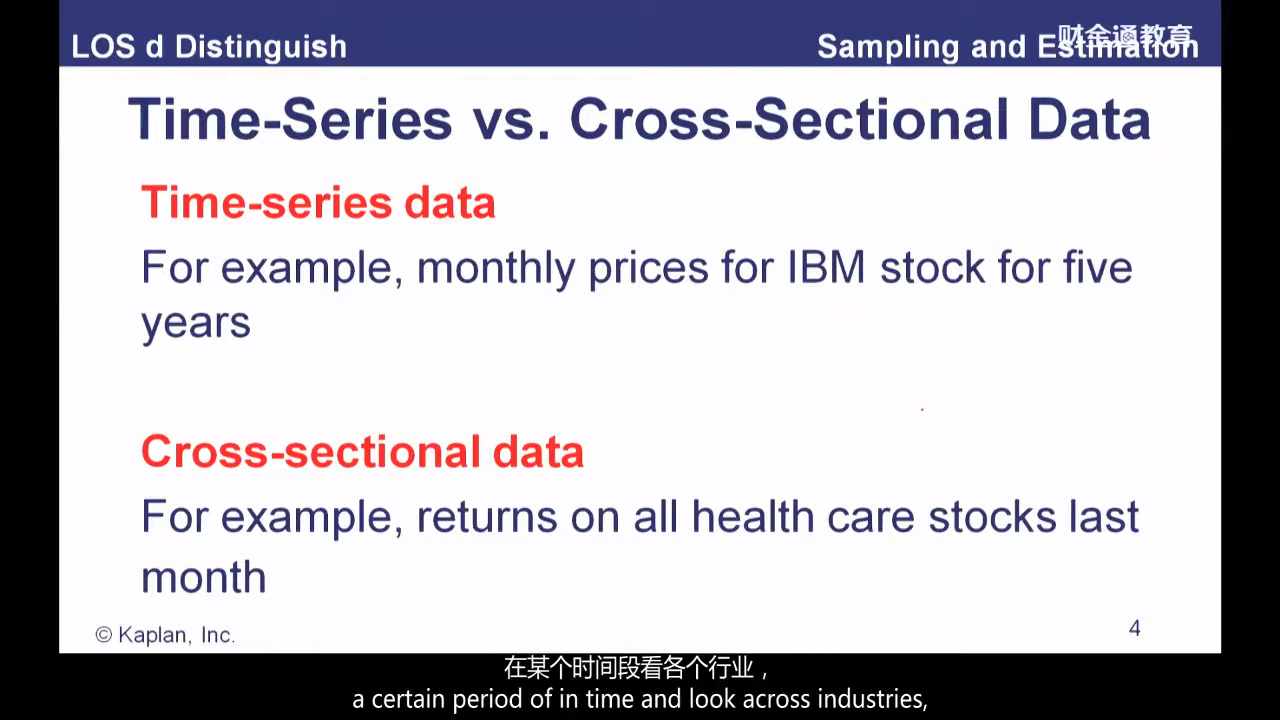 LOS d Distinguish
Sampling and Estimation
财金通教育
Time-Series vs. Cross-Sectional Data
Time-series data
For example, monthly prices for IBM stock for five
years
Cross-sectional data
For example, returns on all health care stocks last
month
© Kaplan, Inc.
4
在某个时间段看各个行业，
a certain period of in time and look across industries,